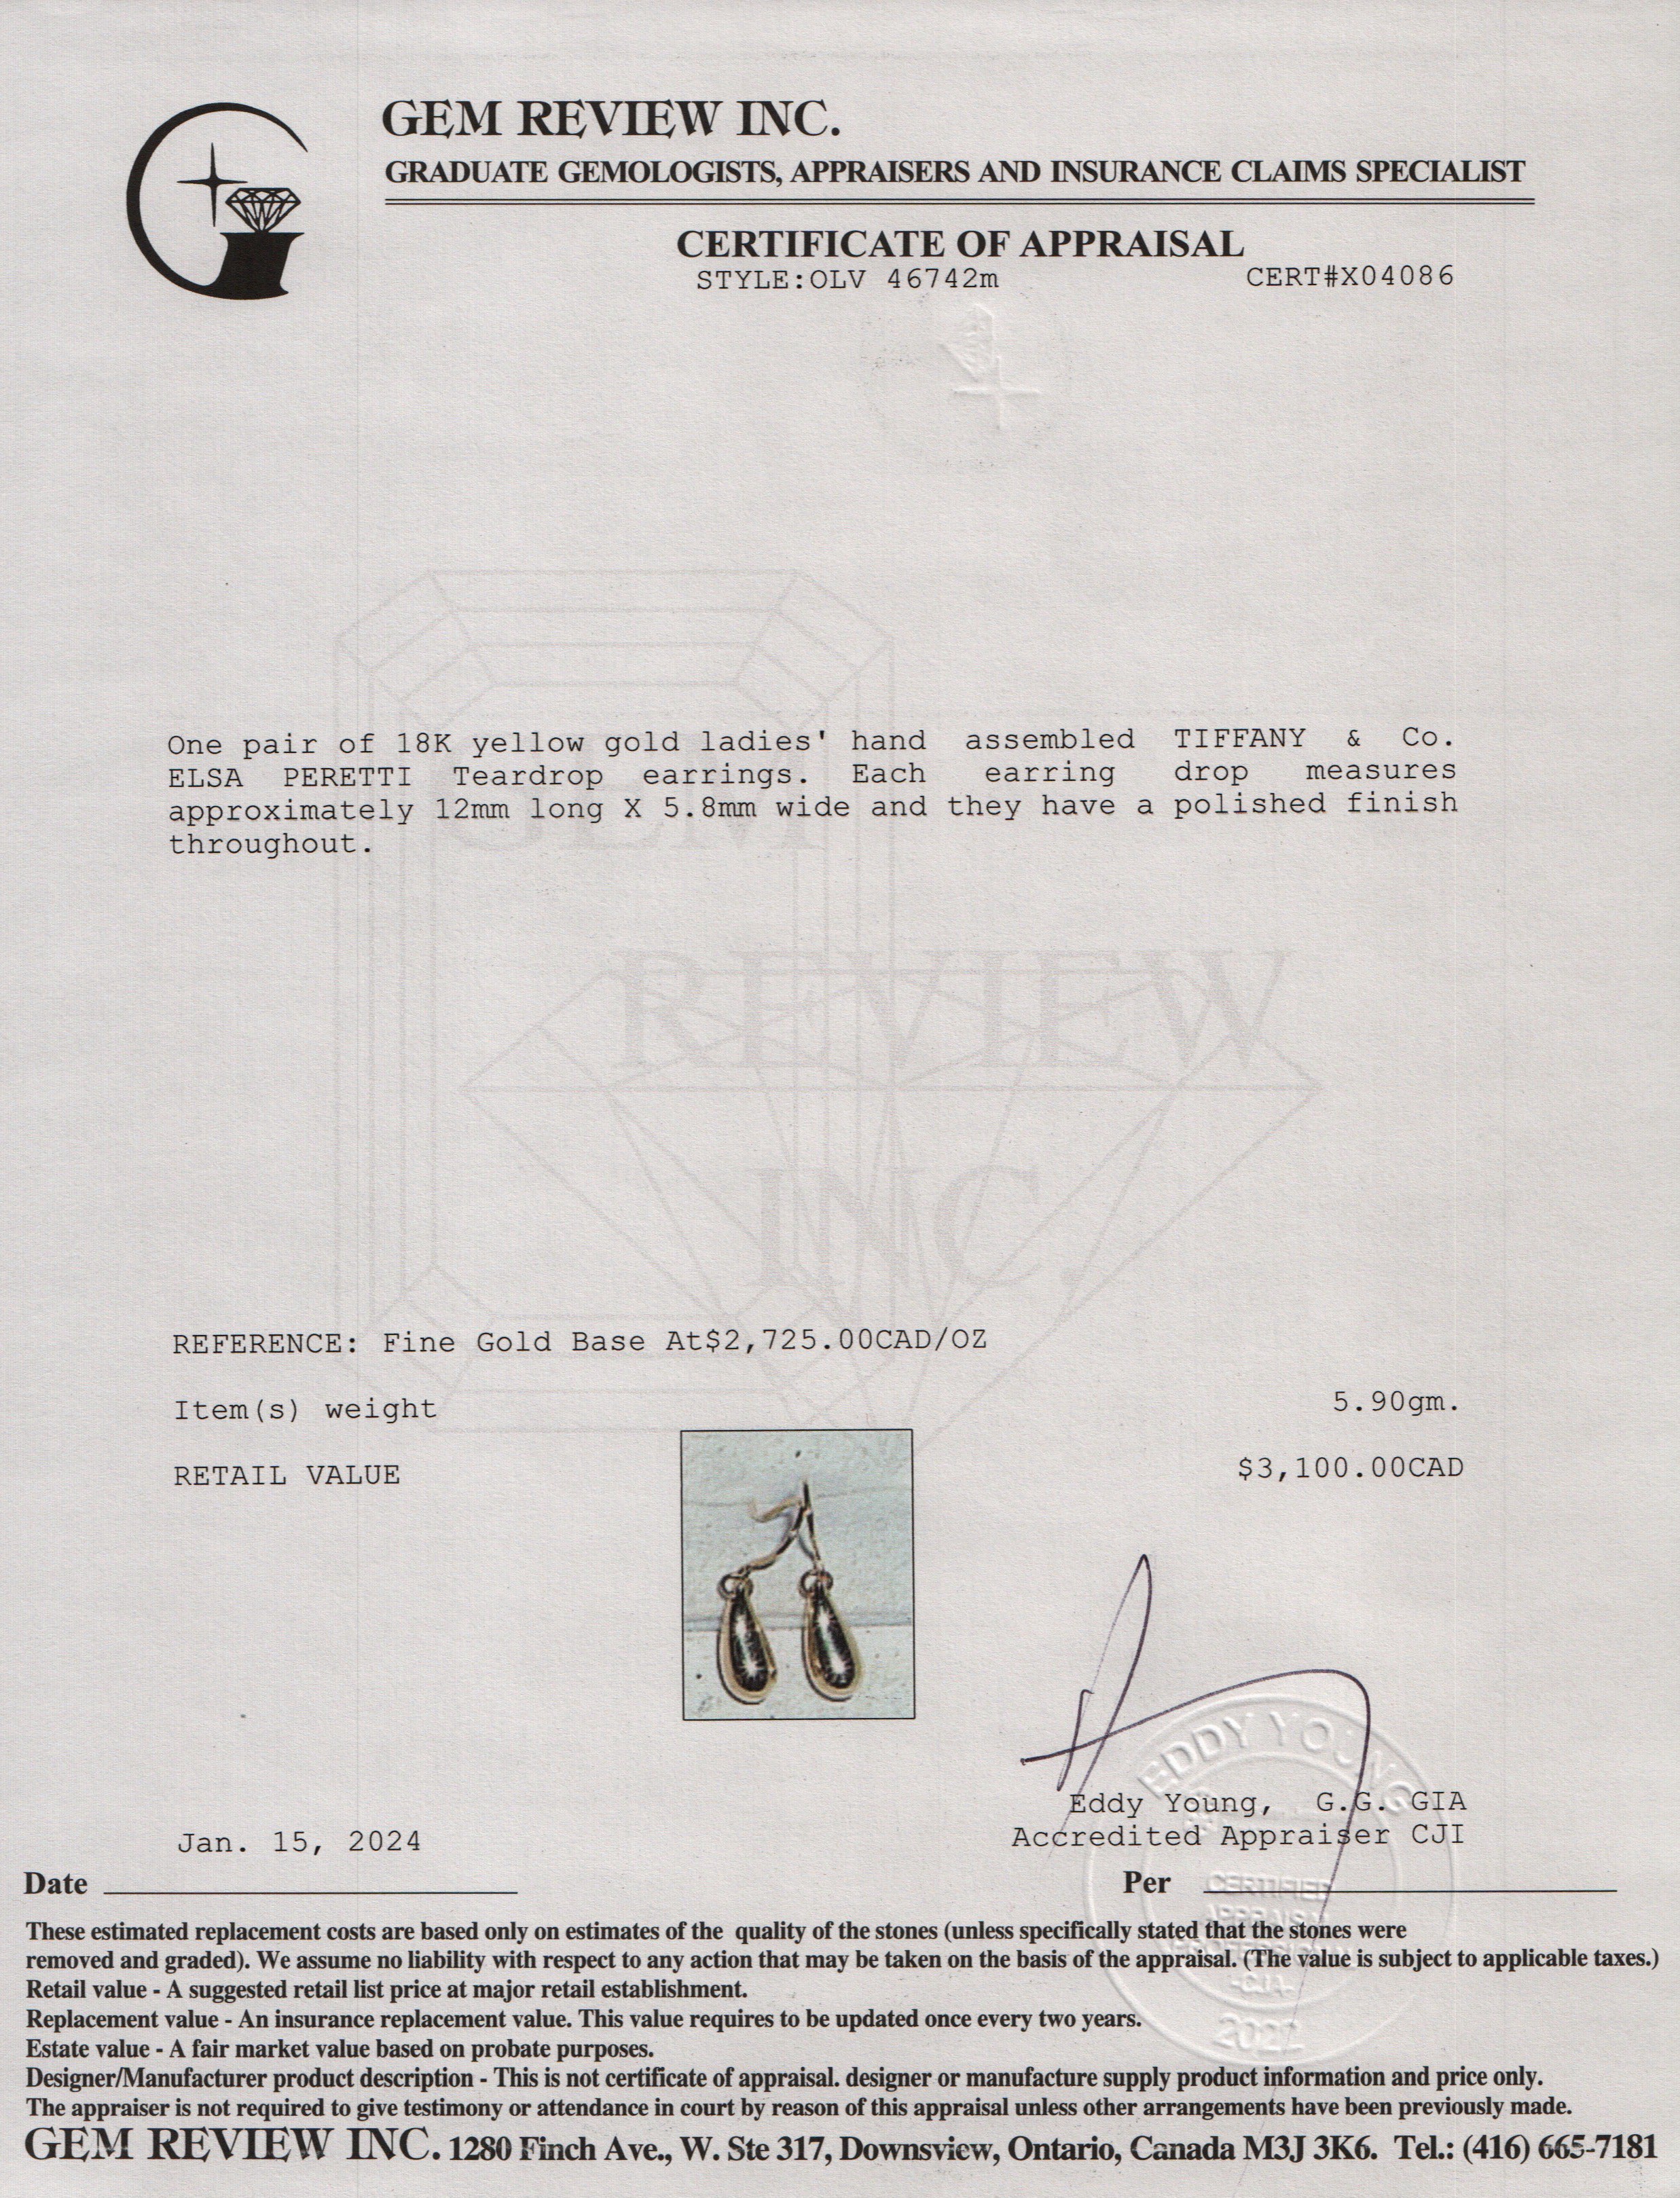 GEM REVIEW INC.
GRADUATE GEMOLOGISTS, APPRAISERS AND INSURANCE CLAIMS SPECIALIST
CERTIFICATE OF APPRAISAL
STYLE:OLV 46742m CERT#X04086
One pair of 18K yellow gold ladies' hand assembled TIFFANY & Co.
ELSA PERETTI Teardrop earrings. Each earring drop measures
approximately 12mm long X 5.8mm wide and they have a polished finish
throughout.
GEM
REVIEW
INC.
REFERENCE: Fine Gold Base At$2,725.00CAD/OZ
Item(s) weight 5.90gm.
RETAIL VALUE $3,100.00CAD
EDDY YOUNG
Eddy Young, G.G. GIA
Jan. 15, 2024 Accredited Appraiser CJI
Date Per
CERTIFIED
APPRAISAL
PROFESSIONAL
-CJA-
2022
These estimated replacement costs are based only on estimates of the quality of the stones (unless specifically stated that the stones were
removed and graded). We assume no liability with respect to any action that may be taken on the basis of the appraisal. (The value is subject to applicable taxes.)
Retail value - A suggested retail list price at major retail establishment.
Replacement value - An insurance replacement value. This value requires to be updated once every two years.
Estate value - A fair market value based on probate purposes.
Designer/Manufacturer product description - This is not certificate of appraisal. designer or manufacture supply product information and price only.
The appraiser is not required to give testimony or attendance in court by reason of this appraisal unless other arrangements have been previously made.
GEM REVIEW INC. 1280 Finch Ave., W. Ste 317, Downsview, Ontario, Canada M3J 3K6. Tel.: (416) 665-7181